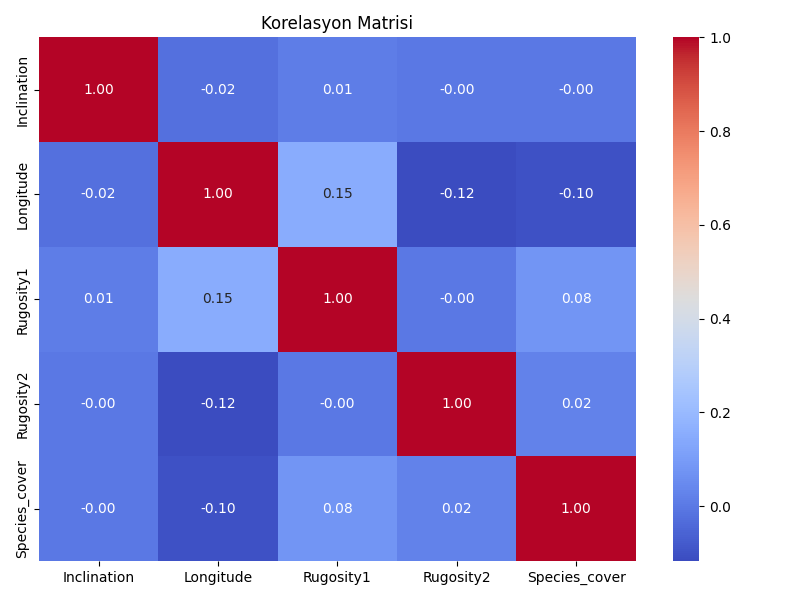 Korelasyon Matrisi
Inclination 1.00 -0.02 0.01 -0.00 -0.00
Longitude -0.02 1.00 0.15 -0.12 -0.10
Rugosity1 0.01 0.15 1.00 -0.00 0.08
Rugosity2 -0.00 -0.12 -0.00 1.00 0.02
Species_cover -0.00 -0.10 0.08 0.02 1.00
Inclination Longitude Rugosity1 Rugosity2 Species_cover
1.0
0.8
0.6
0.4
0.2
0.0